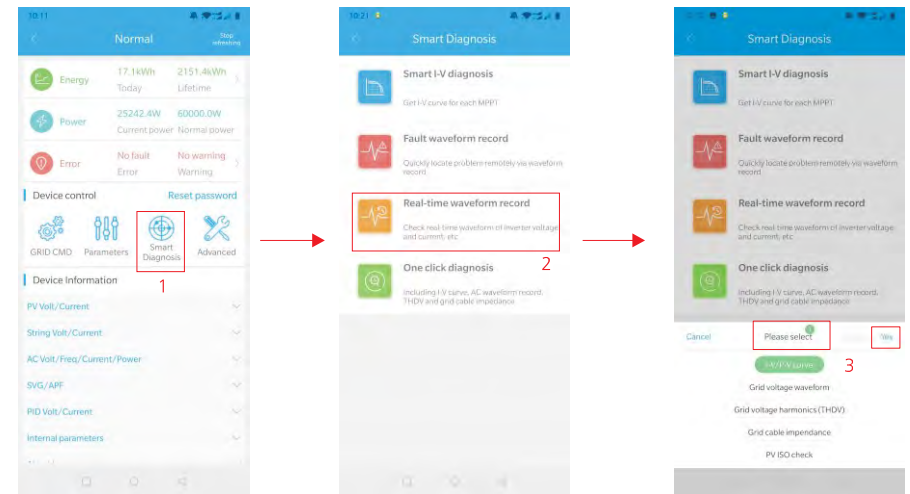 10:11
Normal
Stop refreshing
Energy
17.1kWh 2151.4kWh
Today Lifetime
Power
25242.4W 60000.0W
Current power Normal power
Error
No fault No warning
Error Warning
Device control Reset password
GRID CMD Parameters Smart Diagnosis Advanced
1
Device Information
PV Volt/Current
String Volt/Current
AC Volt/Freq/Current/Power
SVG/APF
PID Volt/Current
Internal parameters
10:21
Smart Diagnosis
Smart I-V diagnosis
Get I-V curve for each MPPT
Fault waveform record
Quickly locate problem remotely via waveform
record
Real-time waveform record
Check real-time waveform of inverter voltage
and current, etc
2
One click diagnosis
Including I-V curve, AC waveform record,
THDV and grid cable impedance
Smart Diagnosis
Smart I-V diagnosis
Get I-V curve for each MPPT
Fault waveform record
Quickly locate problem remotely via waveform
record
Real-time waveform record
Check real-time waveform of inverter voltage
and current, etc
One click diagnosis
Including I-V curve, AC waveform record,
THDV and grid cable impedance
Cancel Please select Yes
3
I-V/P-V curve
Grid voltage waveform
Grid voltage harmonics (THDV)
Grid cable impendance
PV ISO check